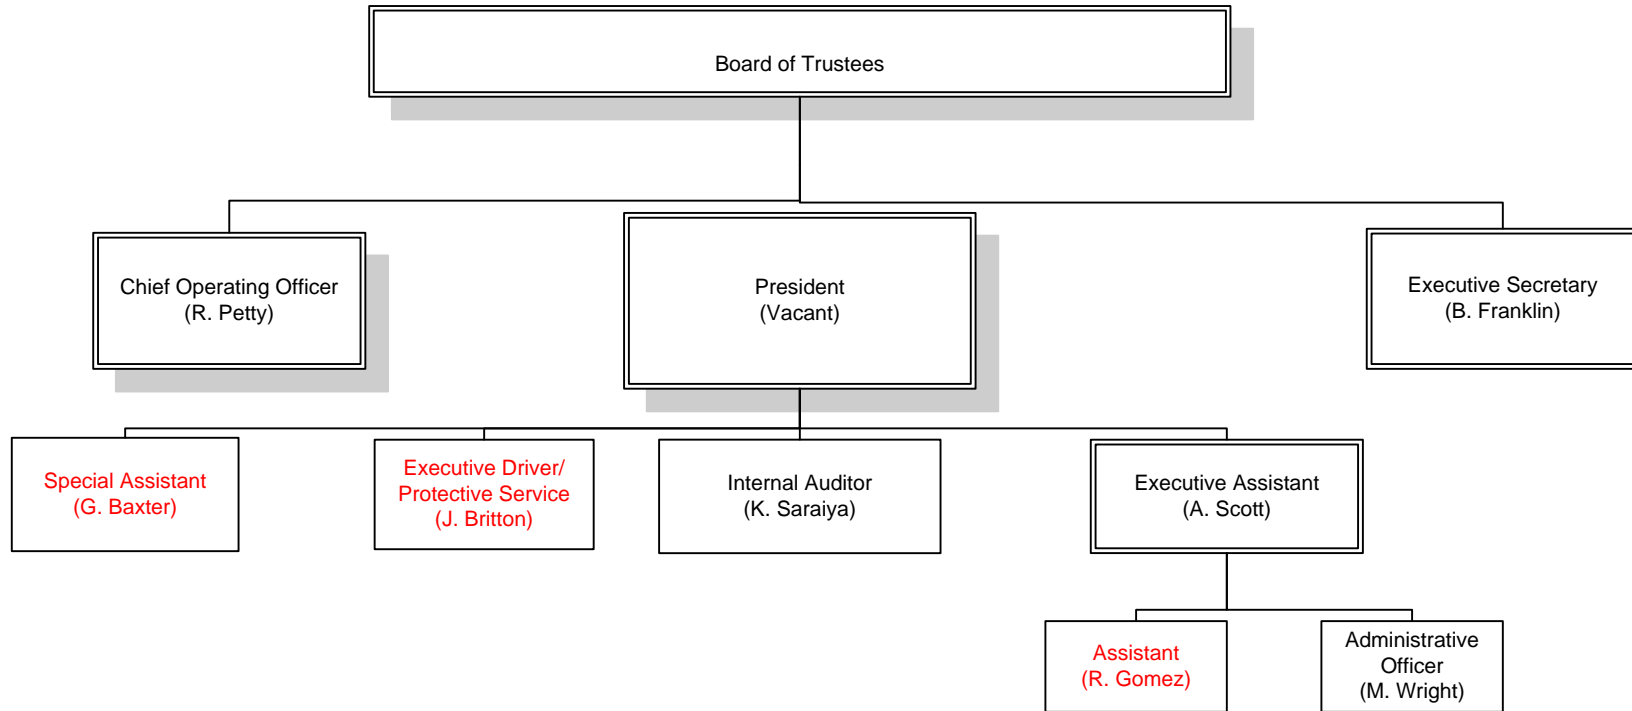 Board of Trustees
Chief Operating Officer
(R. Petty)
President
(Vacant)
Executive Secretary
(B. Franklin)
Special Assistant
(G. Baxter)
Executive Driver/
Protective Service
(J. Britton)
Internal Auditor
(K. Saraiya)
Executive Assistant
(A. Scott)
Assistant
(R. Gomez)
Administrative
Officer
(M. Wright)